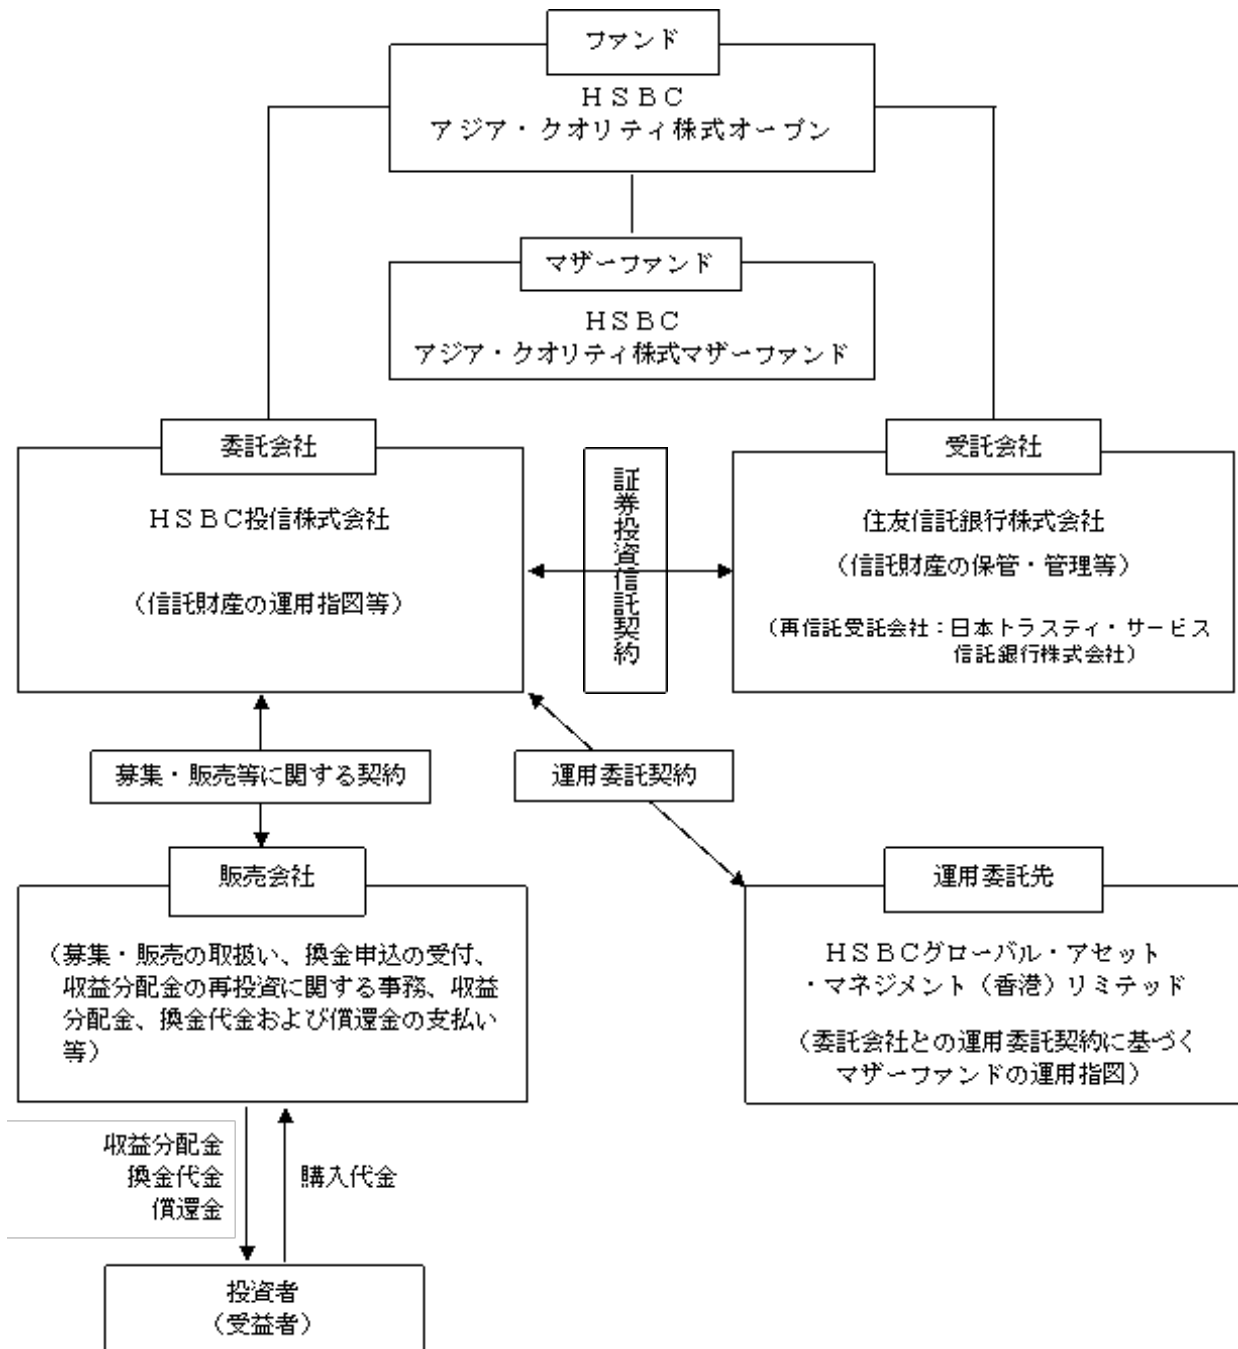 ファンド
ＨＳＢＣ
アジア・クオリティ株式オープン
マザーファンド
ＨＳＢＣ
アジア・クオリティ株式マザーファンド
委託会社
ＨＳＢＣ投信株式会社
（信託財産の運用指図等）
証券投資信託契約
受託会社
住友信託銀行株式会社
（信託財産の保管・管理等）
（再信託受託会社：日本トラスティ・サービス
信託銀行株式会社）
募集・販売等に関する契約
運用委託契約
販売会社
（募集・販売の取扱い、換金申込の受付、
収益分配金の再投資に関する事務、収益
分配金、換金代金および償還金の支払い
等）
運用委託先
ＨＳＢＣグローバル・アセット
・マネジメント（香港）リミテッド
（委託会社との運用委託契約に基づく
マザーファンドの運用指図）
収益分配金
換金代金
償還金
購入代金
投資者
（受益者）